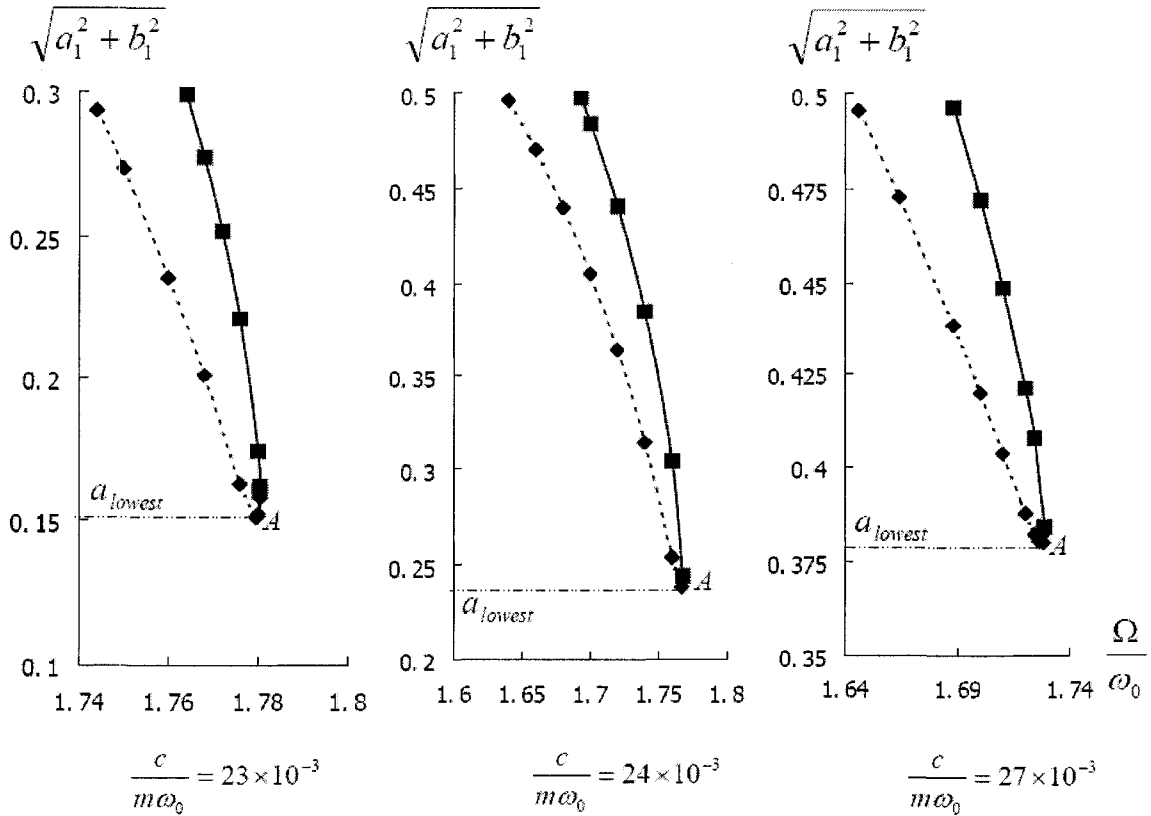 √(a₁² + b₁²)
0.3
0.25
0.2
a_lowest
0.15
A
0.1
1.74 1.76 1.78 1.8
c/(mω₀) = 23 × 10⁻³
√(a₁² + b₁²)
0.5
0.45
0.4
0.35
0.3
0.25
A
a_lowest
0.2
1.6 1.65 1.7 1.75 1.8
c/(mω₀) = 24 × 10⁻³
√(a₁² + b₁²)
0.5
0.475
0.45
0.425
0.4
a_lowest
A
0.375
0.35
1.64 1.69 1.74
Ω/ω₀
c/(mω₀) = 27 × 10⁻³